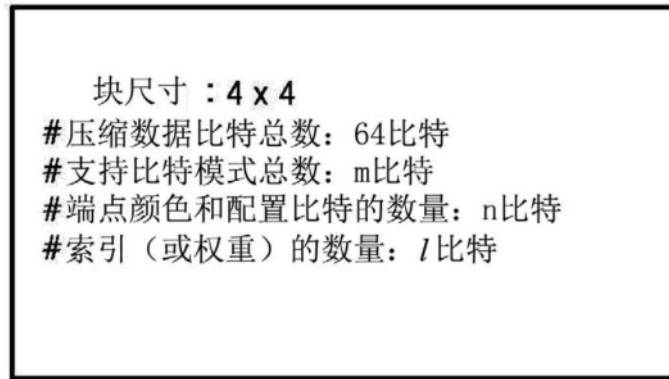 块尺寸：4 x 4
#压缩数据比特总数：64比特
#支持比特模式总数：m比特
#端点颜色和配置比特的数量：n比特
#索引（或权重）的数量：l比特